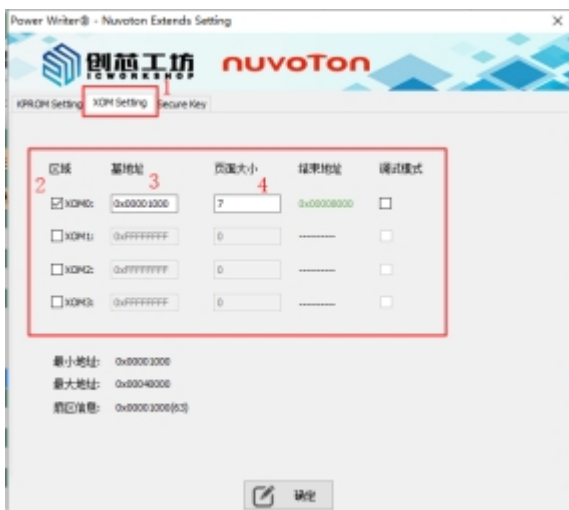 Power Writer® - Nuvoton Extends Setting
创芯工坊 nuvoTon
ICWORKSHOP
1
KPROM Setting XOM Setting Secure Key
区域 基地址 页面大小 结束地址 调试模式
2 3 4
XOM0: 0x00001000 7 0x00008000
XOM1: 0xFFFFFFFF 0 ---------
XOM2: 0xFFFFFFFF 0 ---------
XOM3: 0xFFFFFFFF 0 ---------
最小地址: 0x00001000
最大地址: 0x00040000
扇区信息: 0x00001000(63)
确定